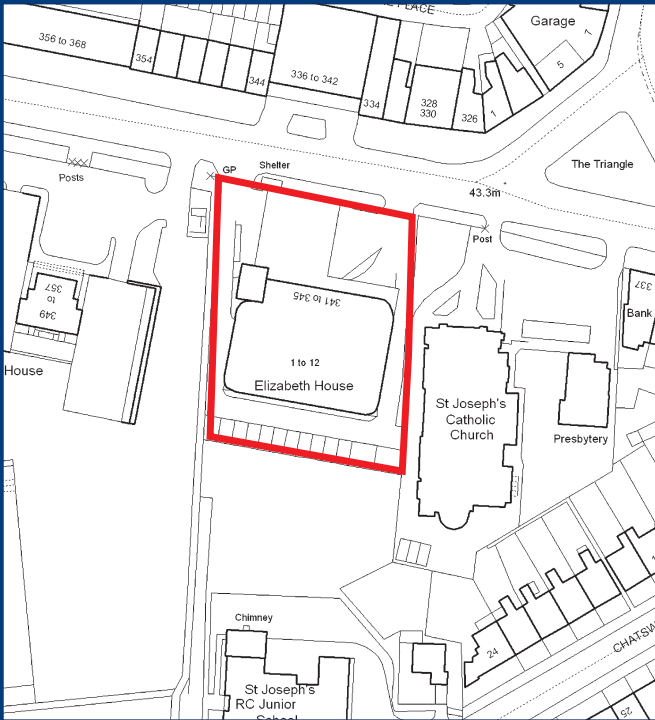 PLACE
Garage
7
5
356 to 368
354
344
336 to 342
334
328
330
326
1
The Triangle
GP
Shelter
Posts
43.3m
Post
357
to
349
House
341 to 345
1 to 12
Elizabeth House
337
Bank
St Joseph's
Catholic
Church
Presbytery
Chimney
St Joseph's
RC Junior
School
24
CHATSW
25